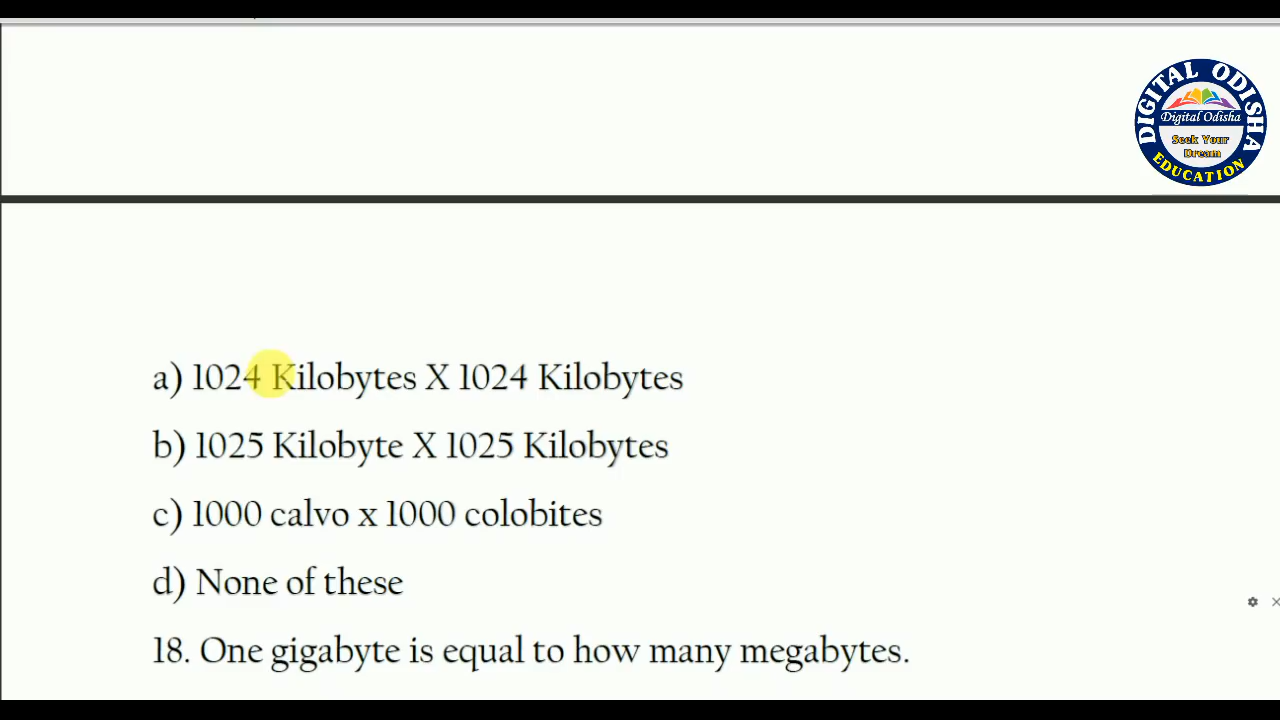 DIGITAL ODISHA
Digital Odisha
Seek Your
Dream
EDUCATION
a) 1024 Kilobytes X 1024 Kilobytes
b) 1025 Kilobyte X 1025 Kilobytes
c) 1000 calvo x 1000 colobites
d) None of these
18. One gigabyte is equal to how many megabytes.